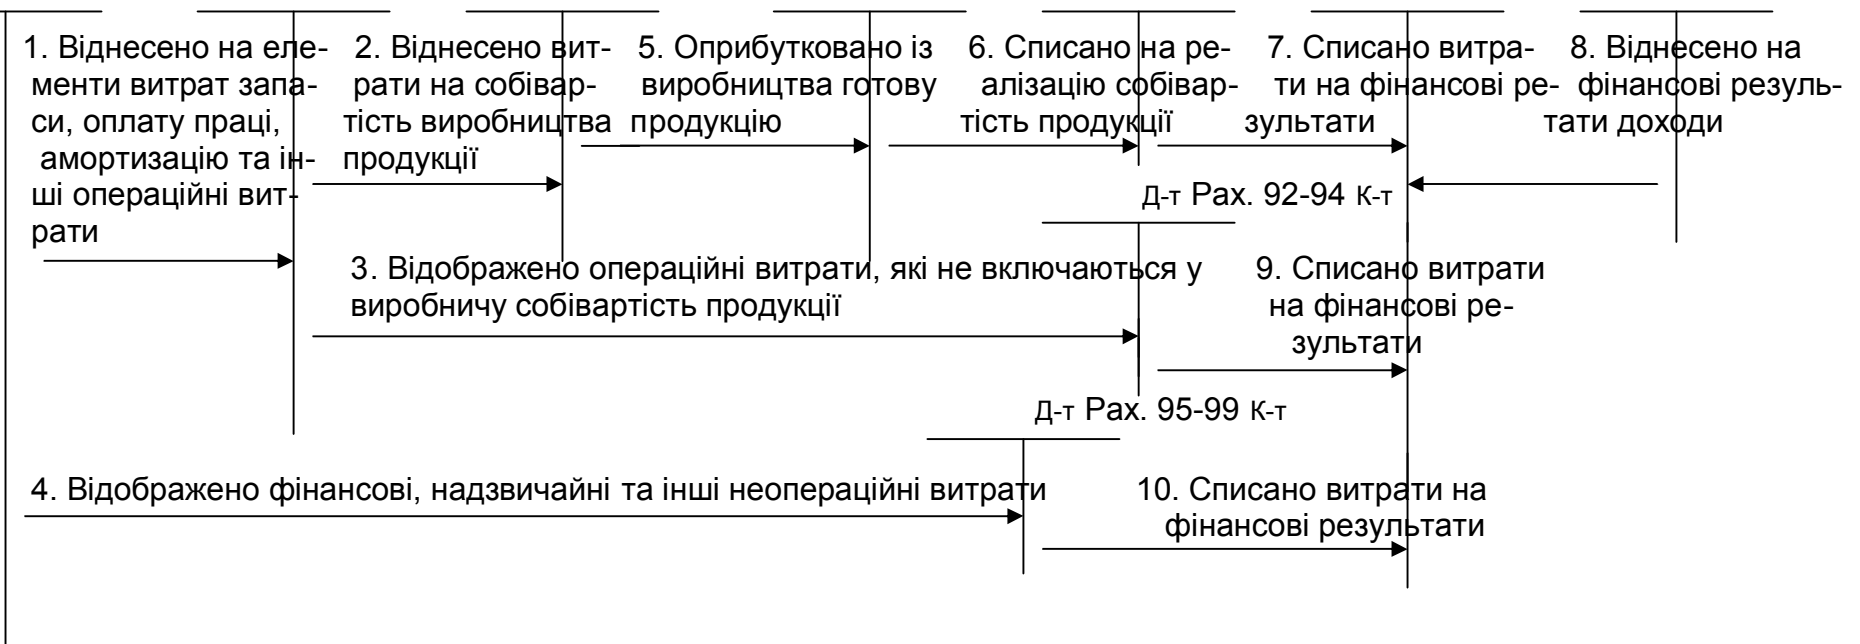 1. Віднесено на еле-
менти витрат запа-
си, оплату праці,
амортизацію та ін-
ші операційні вит-
рати
2. Віднесено вит-
рати на собівар-
тість виробництва
продукції
5. Оприбутковано із
виробництва готову
продукцію
6. Списано на ре-
алізацію собівар-
тість продукції
7. Списано витра-
ти на фінансові ре-
зультати
8. Віднесено на
фінансові резуль-
тати доходи
Д-т Рах. 92-94 К-т
3. Відображено операційні витрати, які не включаються у
виробничу собівартість продукції
9. Списано витрати
на фінансові ре-
зультати
Д-т Рах. 95-99 К-т
4. Відображено фінансові, надзвичайні та інші неопераційні витрати
10. Списано витрати на
фінансові результати